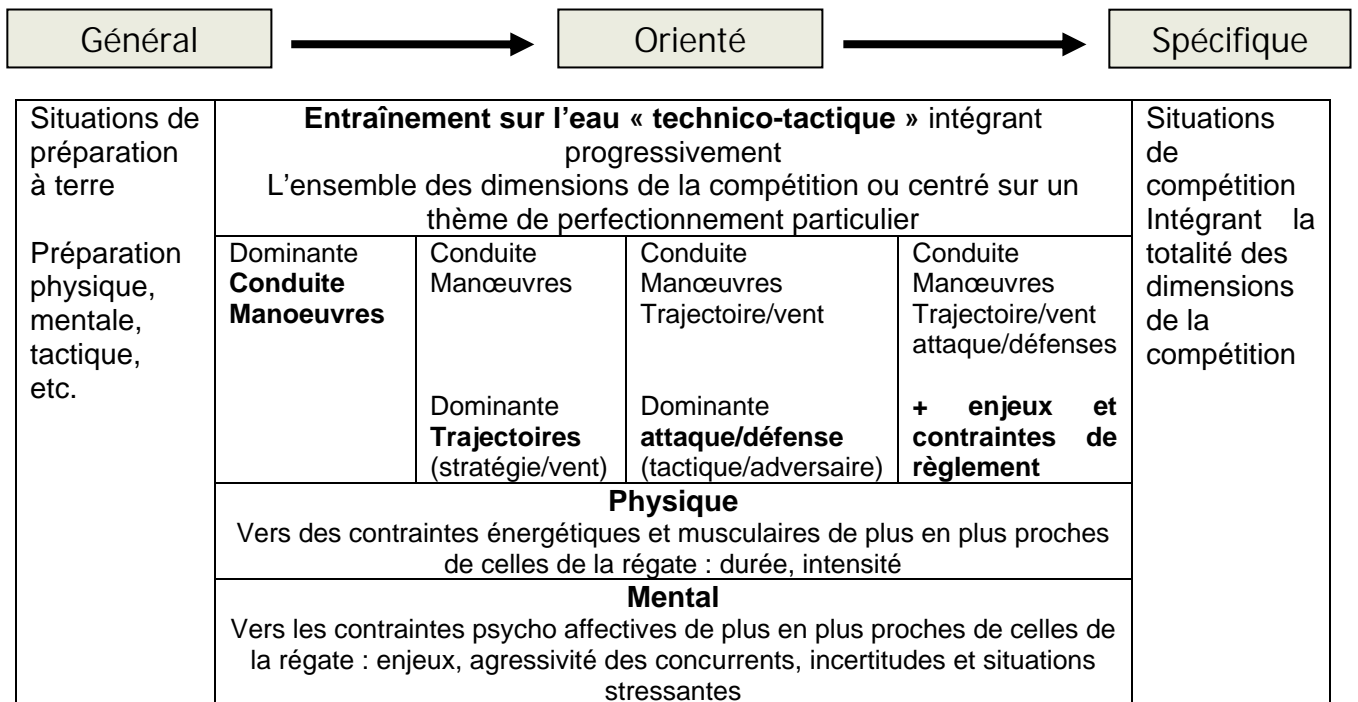 Général
Orienté
Spécifique
Situations de
préparation
à terre
Préparation
physique,
mentale,
tactique,
etc.
Entraînement sur l'eau « technico-tactique » intégrant
progressivement
L'ensemble des dimensions de la compétition ou centré sur un
thème de perfectionnement particulier
Dominante
Conduite
Manoeuvres
Conduite
Manœuvres
Dominante
Trajectoires
(stratégie/vent)
Conduite
Manœuvres
Trajectoire/vent
Dominante
attaque/défense
(tactique/adversaire)
Conduite
Manœuvres
Trajectoire/vent
attaque/défenses
+ enjeux et
contraintes de
règlement
Physique
Vers des contraintes énergétiques et musculaires de plus en plus proches
de celles de la régate : durée, intensité
Mental
Vers les contraintes psycho affectives de plus en plus proches de celles de
la régate : enjeux, agressivité des concurrents, incertitudes et situations
stressantes
Situations
de
compétition
Intégrant la
totalité des
dimensions
de la
compétition